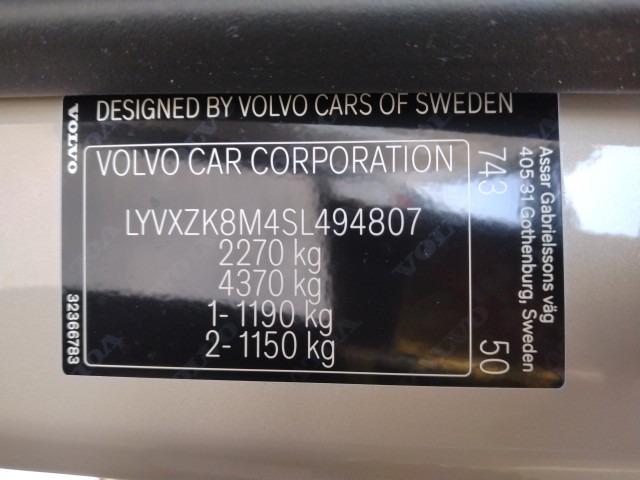 DESIGNED BY VOLVO CARS OF SWEDEN
VOLVO
VOLVO CAR CORPORATION
LYVXZK8M4SL494807
2270 kg
4370 kg
1- 1190 kg
2- 1150 kg
32366783
743
50
Assar Gabrielssons väg
405 31 Gothenburg, Sweden